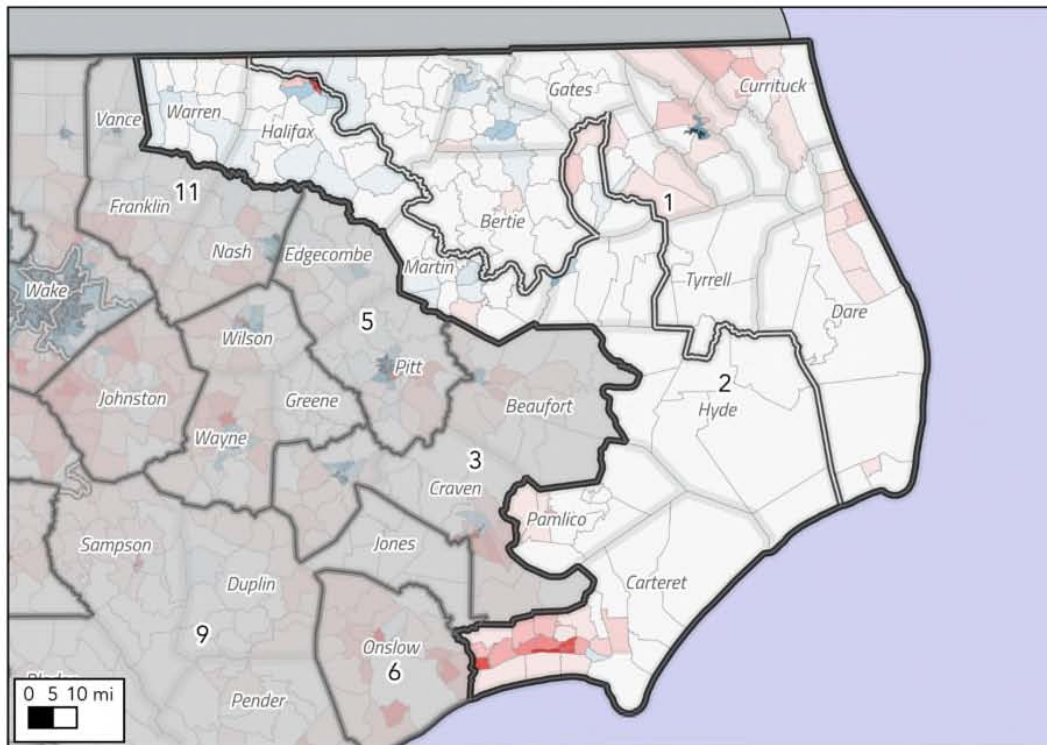 Gates
Currituck
Warren
Vance
Halifax
11
1
Franklin
Bertie
Nash
Edgecombe
Martin
Tyrrell
Wake
Dare
5
Wilson
Pitt
2
Johnston
Greene
Beaufort
Hyde
Wayne
3
Craven
Pamlico
Sampson
Jones
Duplin
Carteret
9
Onslow
6
0 5 10 mi
Pender